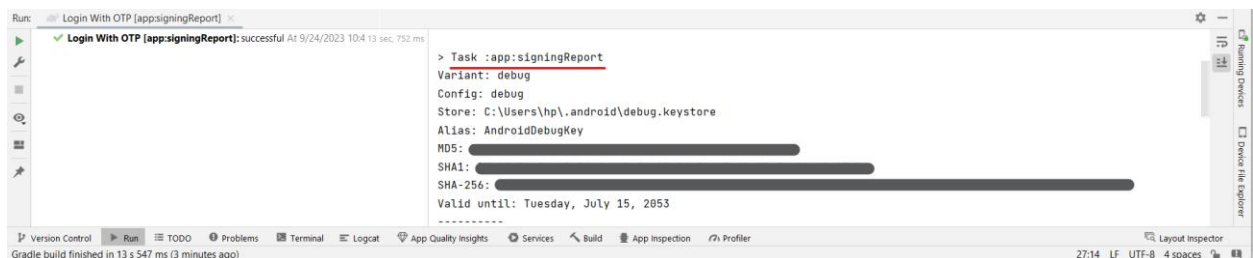 Run: Login With OTP [app:signingReport] ×
Login With OTP [app:signingReport]: successful At 9/24/2023 10:4 13 sec, 752 ms
> Task :app:signingReport
Variant: debug
Config: debug
Store: C:\Users\hp\.android\debug.keystore
Alias: AndroidDebugKey
MD5:
SHA1:
SHA-256:
Valid until: Tuesday, July 15, 2053
----------
Running Devices
Device File Explorer
Version Control Run TODO Problems Terminal Logcat App Quality Insights Services Build App Inspection Profiler Layout Inspector
Gradle build finished in 13 s 547 ms (3 minutes ago) 27:14 LF UTF-8 4 spaces